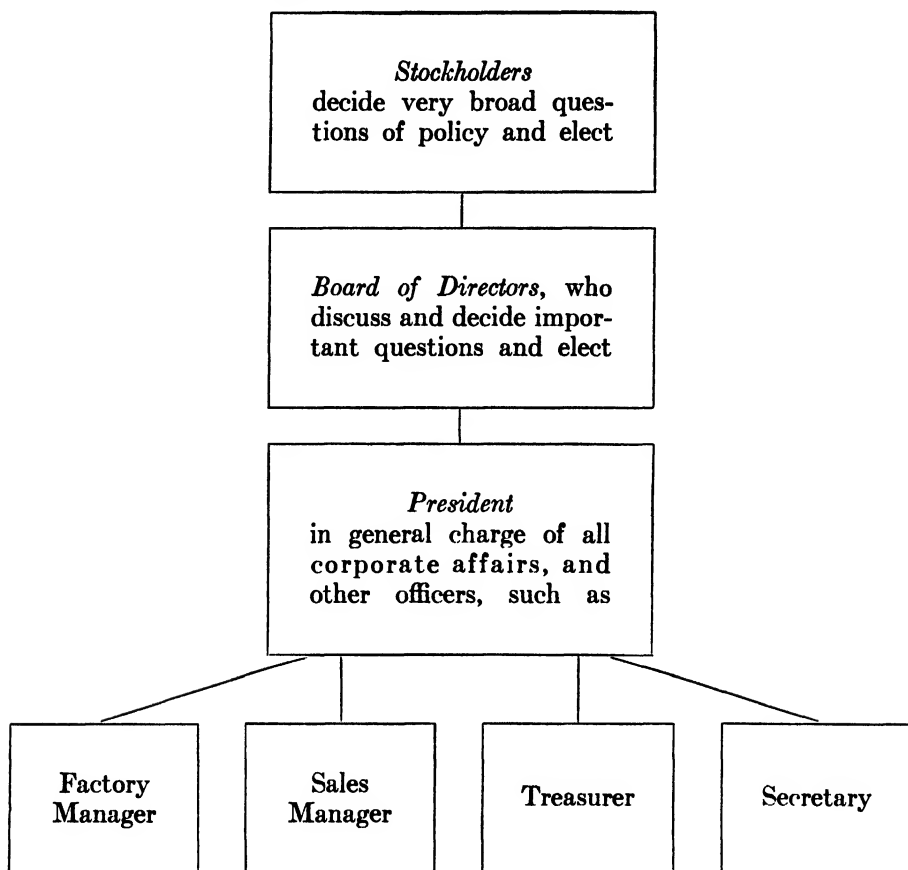 Stockholders
decide very broad ques-
tions of policy and elect
Board of Directors, who
discuss and decide impor-
tant questions and elect
President
in general charge of all
corporate affairs, and
other officers, such as
Factory
Manager
Sales
Manager
Treasurer
Secretary